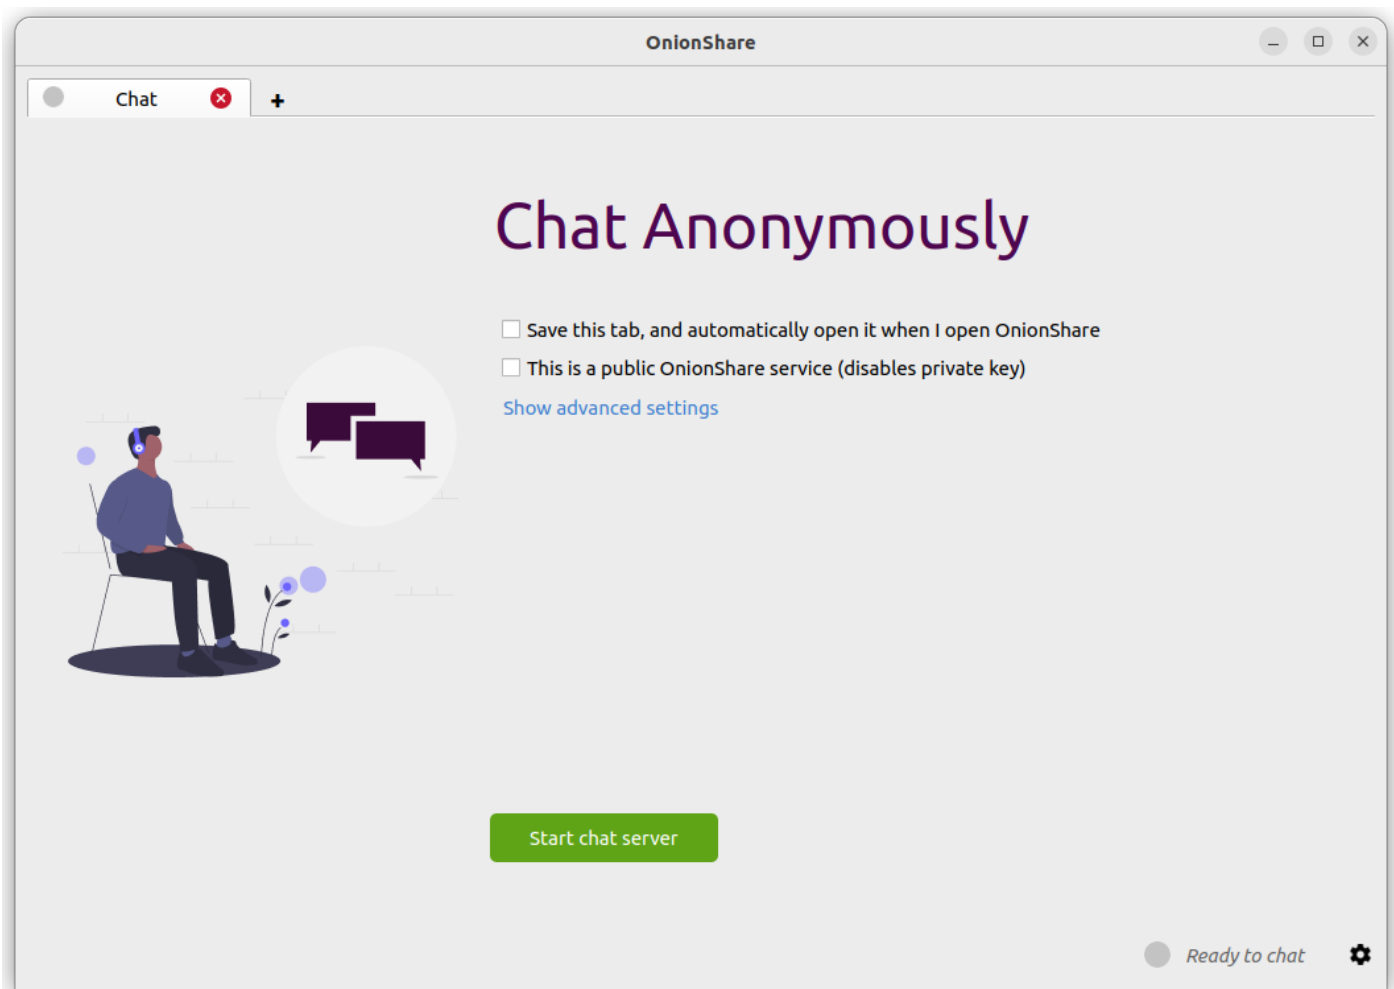 OnionShare
Chat
Chat Anonymously
Save this tab, and automatically open it when I open OnionShare
This is a public OnionShare service (disables private key)
Show advanced settings
Start chat server
Ready to chat